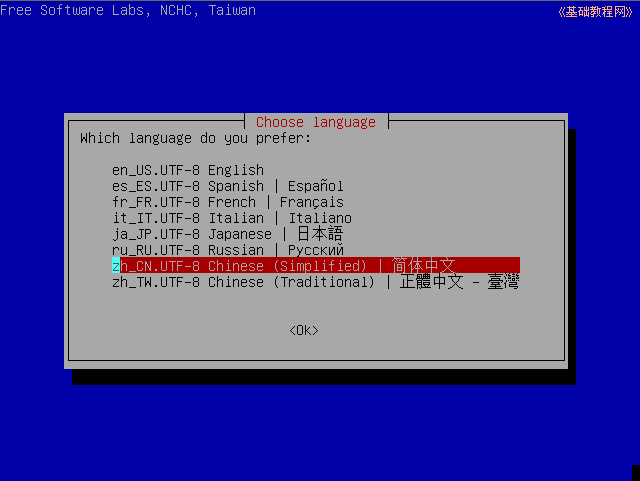 Free Software Labs, NCHC, Taiwan
《基础教程网》
Choose language
Which language do you prefer:
en_US.UTF-8 English
es_ES.UTF-8 Spanish | Español
fr_FR.UTF-8 French | Français
it_IT.UTF-8 Italian | Italiano
ja_JP.UTF-8 Japanese | 日本語
ru_RU.UTF-8 Russian | Русский
zh_CN.UTF-8 Chinese (Simplified) | 简体中文
zh_TW.UTF-8 Chinese (Traditional) | 正體中文 - 臺灣
<Ok>